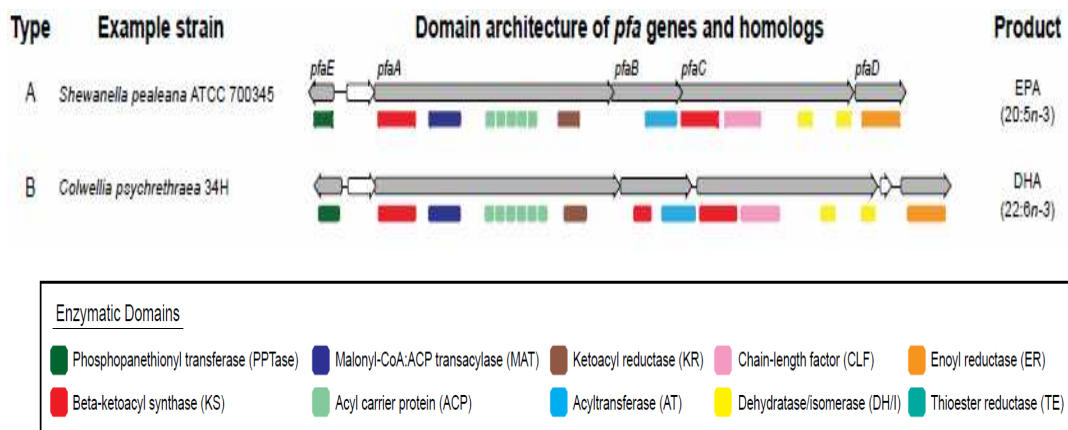 Type Example strain Domain architecture of pfa genes and homologs Product
pfaE pfaA pfaB pfaC pfaD
A Shewanella pealeana ATCC 700345 EPA
(20:5n-3)
B Colwellia psychrethraea 34H DHA
(22:6n-3)
Enzymatic Domains
Phosphopanethionyl transferase (PPTase) Malonyl-CoA:ACP transacylase (MAT) Ketoacyl reductase (KR) Chain-length factor (CLF) Enoyl reductase (ER)
Beta-ketoacyl synthase (KS) Acyl carrier protein (ACP) Acyltransferase (AT) Dehydratase/isomerase (DH/I) Thioester reductase (TE)